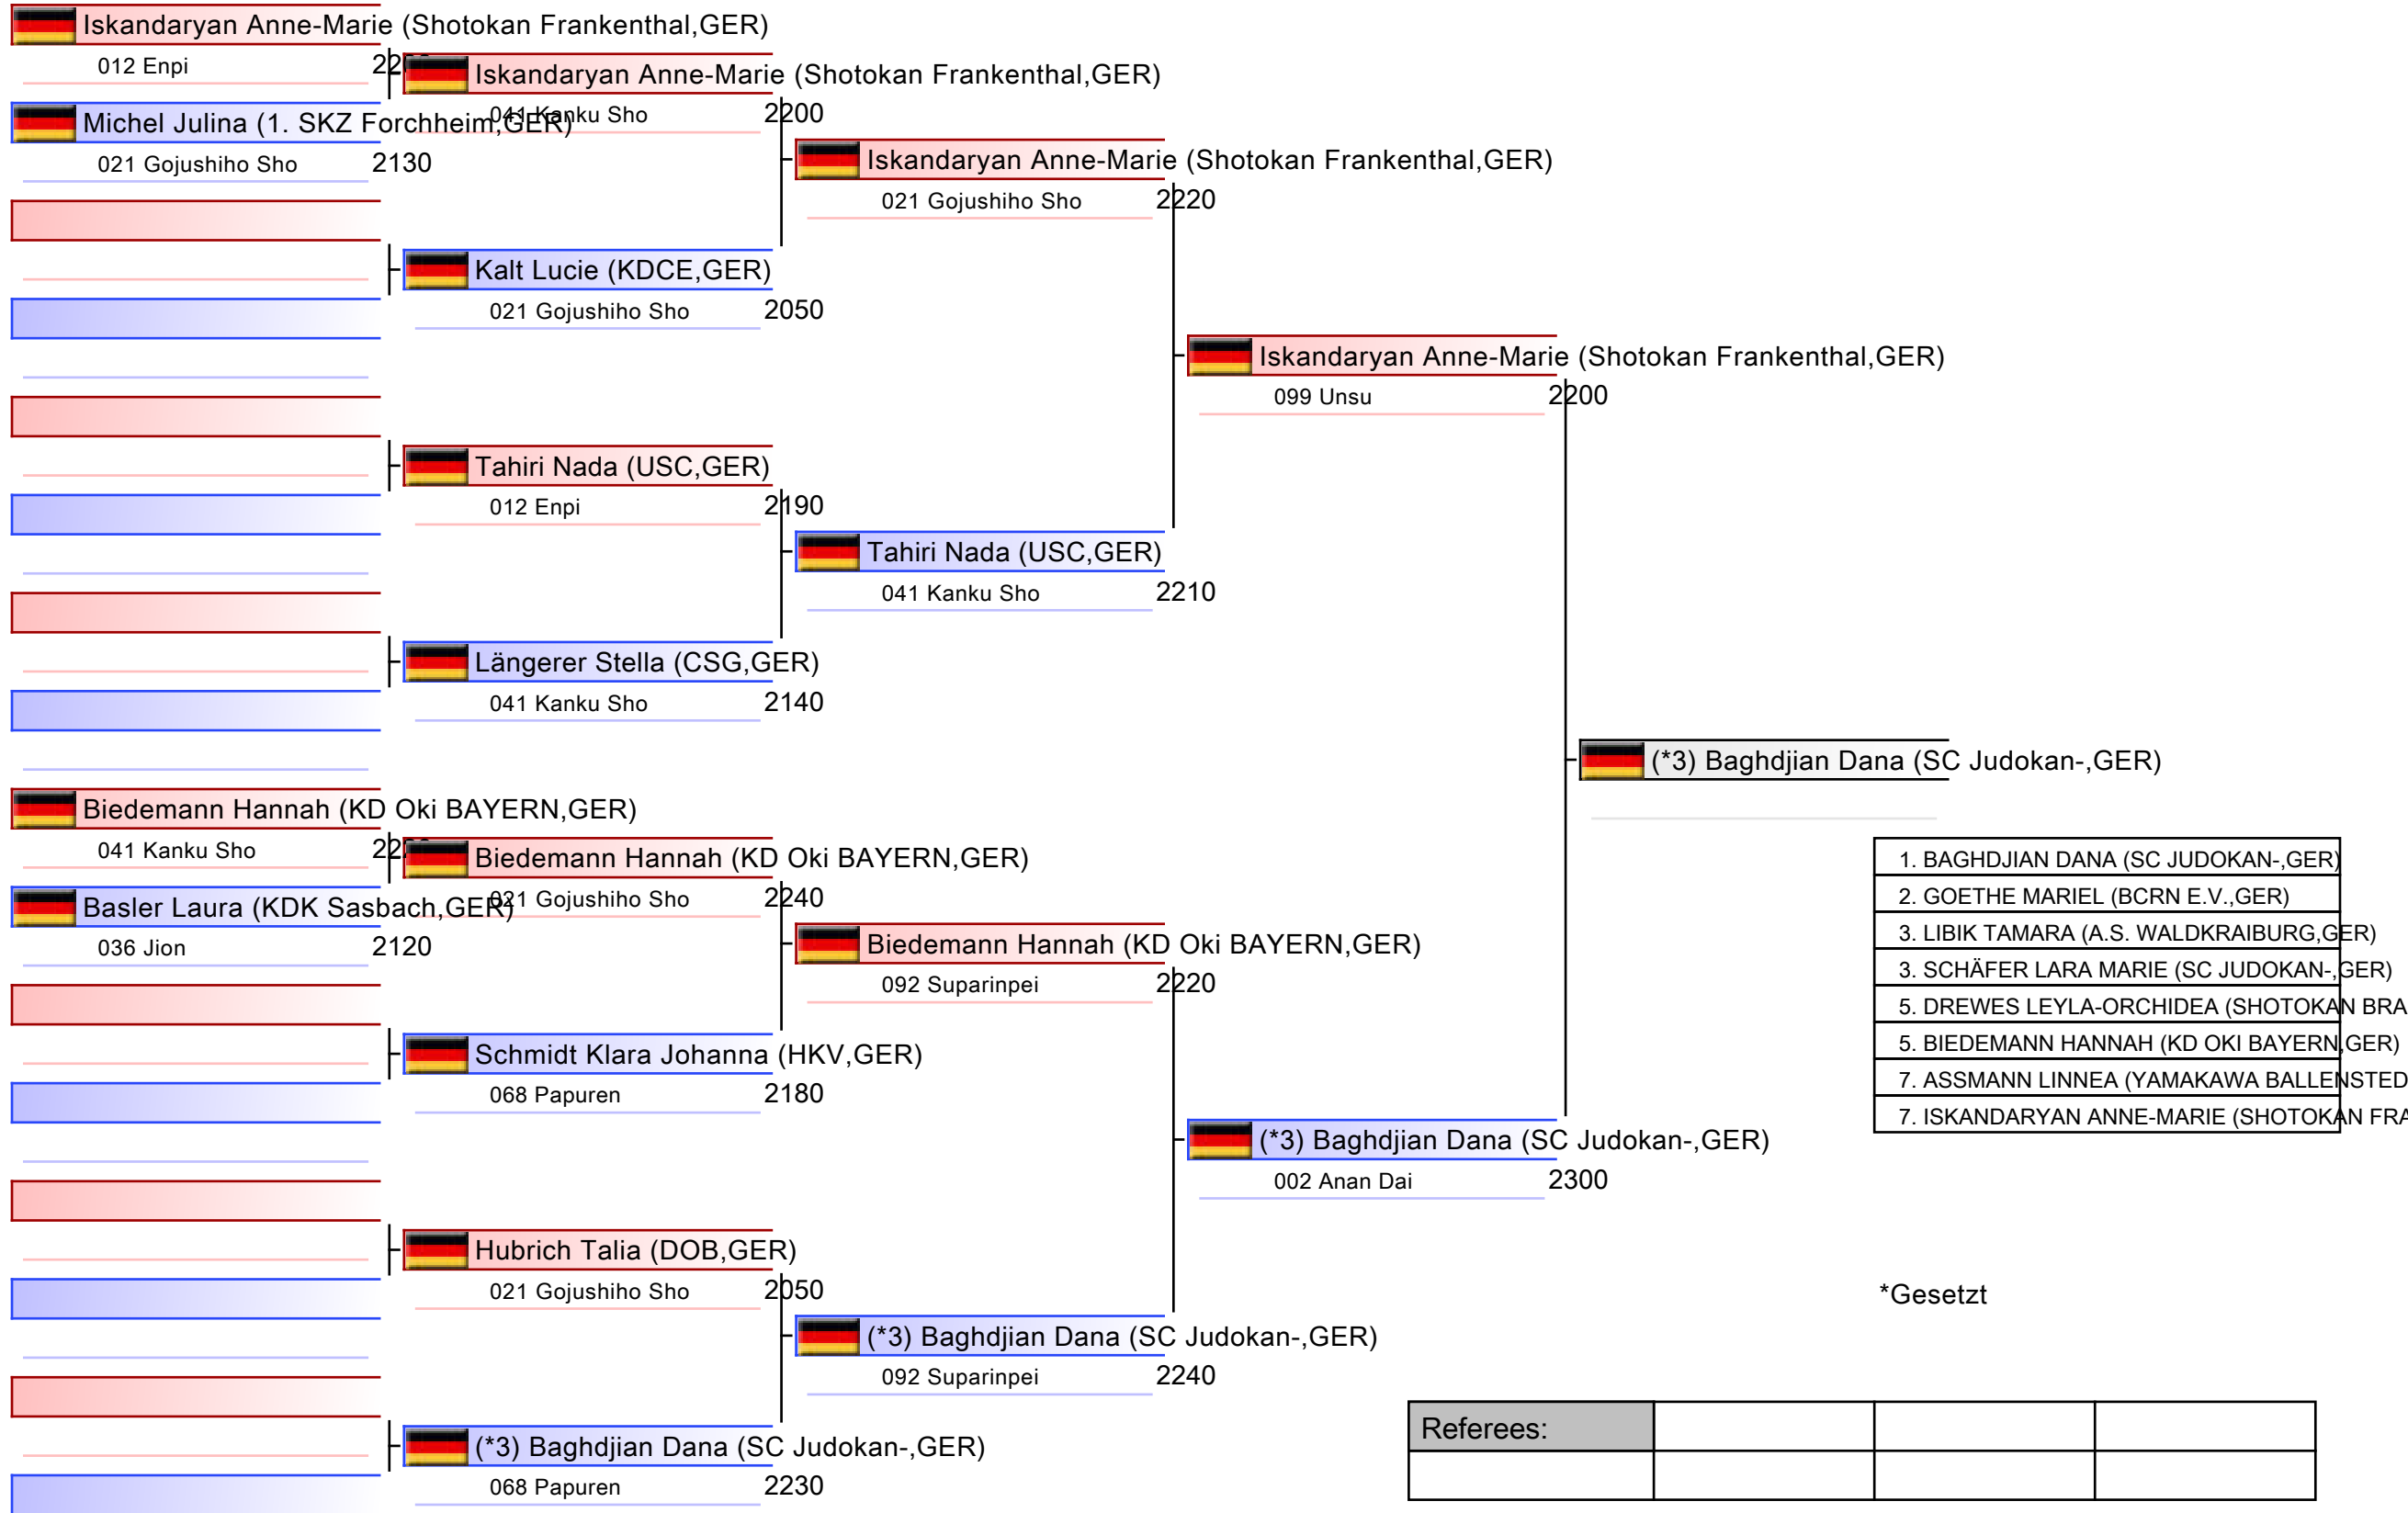 Iskandaryan Anne-Marie (Shotokan Frankenthal,GER)
012 Enpi
Michel Julina (1. SKZ Forchheim,GER)
021 Gojushiho Sho 2130
Iskandaryan Anne-Marie (Shotokan Frankenthal,GER)
041 Kanku Sho 2200
Kalt Lucie (KDCE,GER)
021 Gojushiho Sho 2050
Iskandaryan Anne-Marie (Shotokan Frankenthal,GER)
021 Gojushiho Sho 2220
Tahiri Nada (USC,GER)
012 Enpi 2190
Längerer Stella (CSG,GER)
041 Kanku Sho 2140
Tahiri Nada (USC,GER)
041 Kanku Sho 2210
Iskandaryan Anne-Marie (Shotokan Frankenthal,GER)
099 Unsu 2200
Biedemann Hannah (KD Oki BAYERN,GER)
041 Kanku Sho
Basler Laura (KDK Sasbach,GER)
036 Jion 2120
Biedemann Hannah (KD Oki BAYERN,GER)
021 Gojushiho Sho 2240
Schmidt Klara Johanna (HKV,GER)
068 Papuren 2180
Biedemann Hannah (KD Oki BAYERN,GER)
092 Suparinpei 2220
Hubrich Talia (DOB,GER)
021 Gojushiho Sho 2050
(*3) Baghdjian Dana (SC Judokan-,GER)
068 Papuren 2230
(*3) Baghdjian Dana (SC Judokan-,GER)
092 Suparinpei 2240
(*3) Baghdjian Dana (SC Judokan-,GER)
002 Anan Dai 2300
(*3) Baghdjian Dana (SC Judokan-,GER)
1. BAGHDJIAN DANA (SC JUDOKAN-,GER)
2. GOETHE MARIEL (BCRN E.V.,GER)
3. LIBIK TAMARA (A.S. WALDKRAIBURG,GER)
3. SCHÄFER LARA MARIE (SC JUDOKAN-,GER)
5. DREWES LEYLA-ORCHIDEA (SHOTOKAN BRA
5. BIEDEMANN HANNAH (KD OKI BAYERN,GER)
7. ASSMANN LINNEA (YAMAKAWA BALLENSTED
7. ISKANDARYAN ANNE-MARIE (SHOTOKAN FRA
*Gesetzt
Referees: